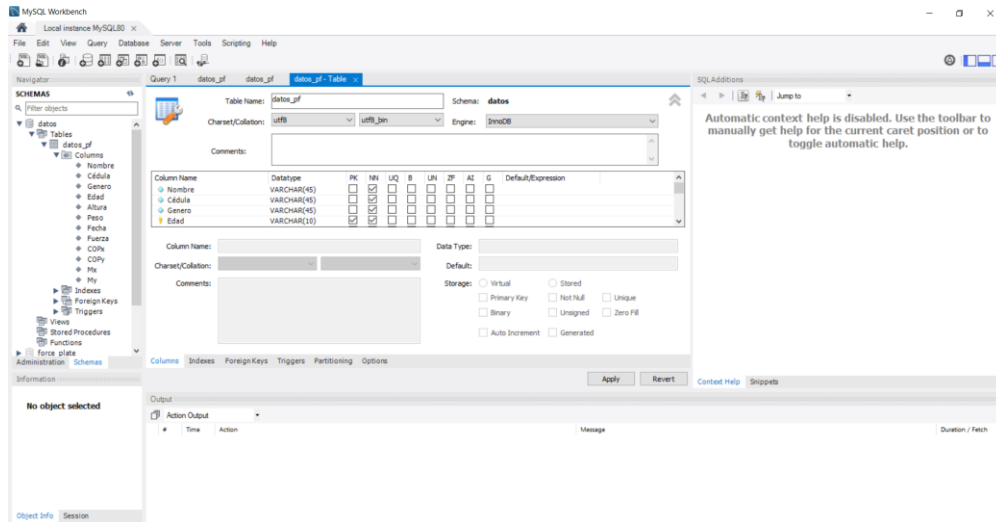 MySQL Workbench
Local instance MySQL80 ×
File Edit View Query Database Server Tools Scripting Help
Navigator
SCHEMAS
Filter objects
datos
Tables
datos_pf
Columns
Nombre
Cédula
Genero
Edad
Altura
Peso
Fecha
Fuerza
COPx
COPy
Mx
My
Indexes
Foreign Keys
Triggers
Views
Stored Procedures
Functions
force_plate
Administration Schemas
Information
No object selected
Object Info Session
Query 1 datos_pf datos_pf datos_pf - Table ×
Table Name: datos_pf Schema: datos
Charset/Collation: utf8 utf8_bin Engine: InnoDB
Comments:
Column Name Datatype PK NN UQ B UN ZF AI G Default/Expression
Nombre VARCHAR(45)
Cédula VARCHAR(45)
Genero VARCHAR(45)
Edad VARCHAR(10)
Column Name: Data Type:
Charset/Collation: Default:
Comments: Storage: Virtual Stored
Primary Key Not Null Unique
Binary Unsigned Zero Fill
Auto Increment Generated
Columns Indexes Foreign Keys Triggers Partitioning Options
Apply Revert
Output
Action Output
# Time Action Message Duration / Fetch
SQLAdditions
Jump to
Automatic context help is disabled. Use the toolbar to
manually get help for the current caret position or to
toggle automatic help.
Context Help Snippets